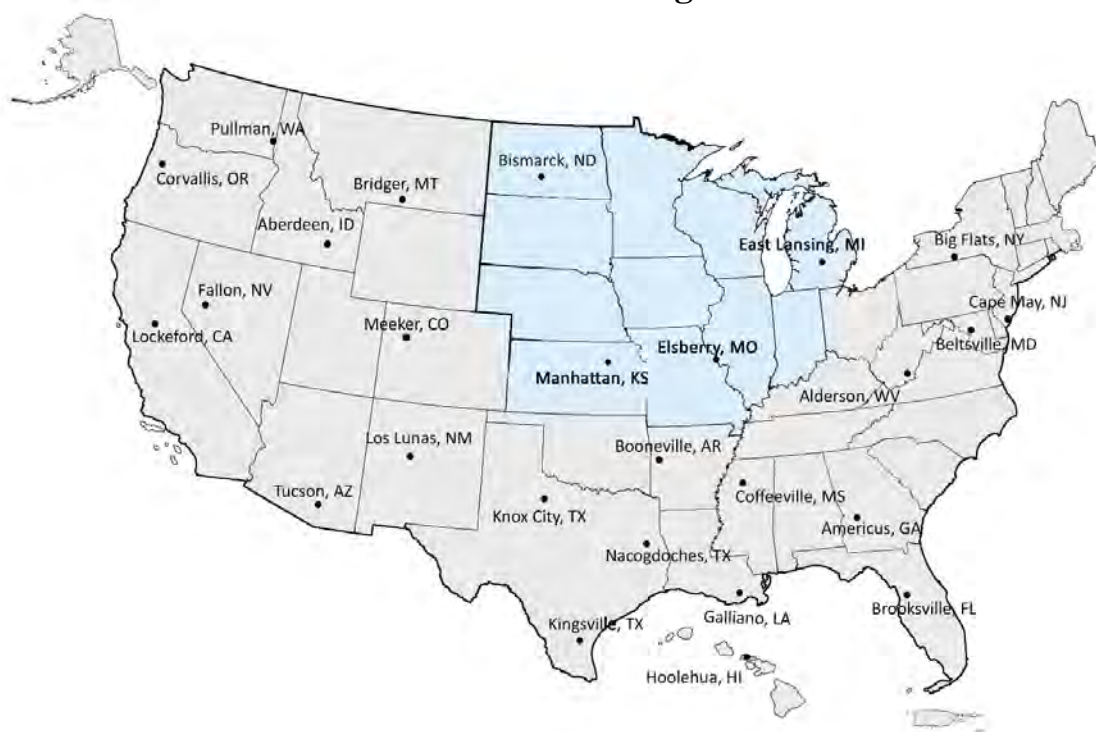 Pullman, WA
Corvallis, OR
Bridger, MT
Bismarck, ND
Aberdeen, ID
East Lansing, MI
Big Flats, NY
Fallon, NV
Lockeford, CA
Meeker, CO
Cape May, NJ
Beltsville, MD
Elsberry, MO
Manhattan, KS
Alderson, WV
Los Lunas, NM
Booneville, AR
Tucson, AZ
Knox City, TX
Coffeeville, MS
Americus, GA
Nacogdoches, TX
Brooksville, FL
Galliano, LA
Kingsville, TX
Hoolehua, HI